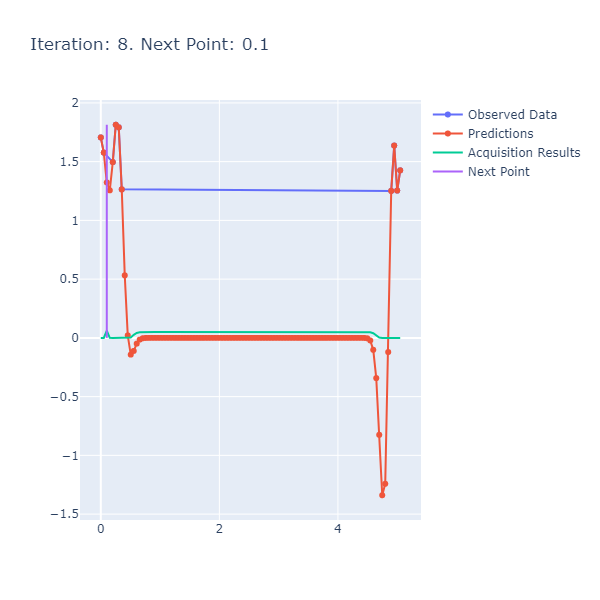 Iteration: 8. Next Point: 0.1
Observed Data
Predictions
Acquisition Results
Next Point
2
1.5
1
0.5
0
−0.5
−1
−1.5
0
2
4